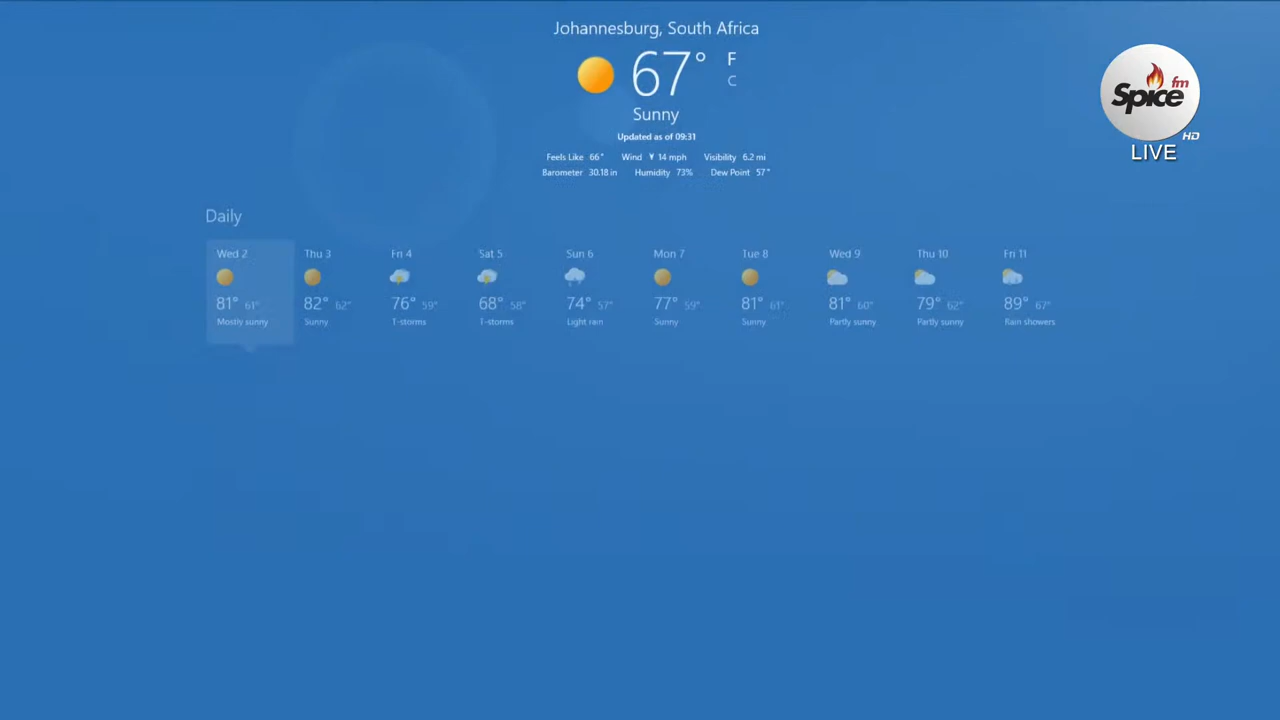 Johannesburg, South Africa
67° F
C
Sunny
Updated as of 09:31
Feels Like 66° Wind 14 mph Visibility 6.2 mi
Barometer 30.18 in Humidity 73% Dew Point 57°
Spice fm
HD
LIVE
Daily
Wed 2 Thu 3 Fri 4 Sat 5 Sun 6 Mon 7 Tue 8 Wed 9 Thu 10 Fri 11
81° 61° 82° 62° 76° 59° 68° 58° 74° 57° 77° 59° 81° 61° 81° 60° 79° 62° 89° 67°
Mostly sunny Sunny T-storms T-storms Light rain Sunny Sunny Partly sunny Partly sunny Rain showers